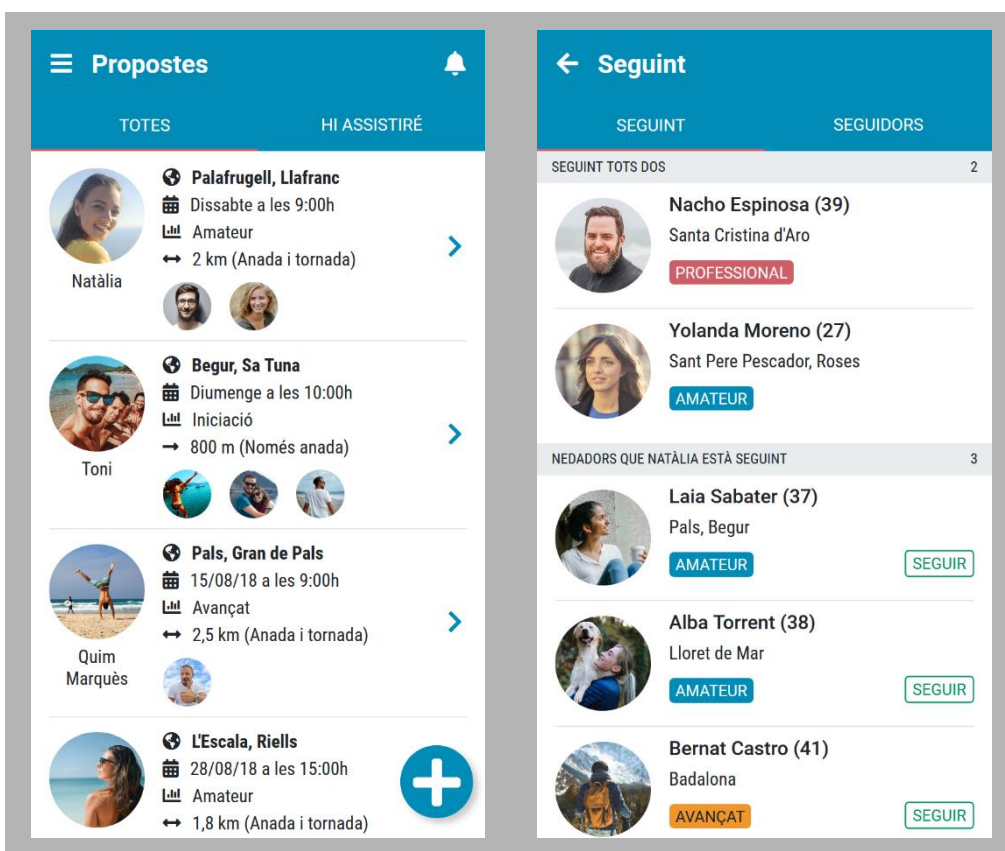 Propostes
TOTES HI ASSISTIRÉ
Palafrugell, Llafranc
Dissabte a les 9:00h
Amateur
2 km (Anada i tornada)
Natàlia
Begur, Sa Tuna
Diumenge a les 10:00h
Iniciació
800 m (Només anada)
Toni
Pals, Gran de Pals
15/08/18 a les 9:00h
Avançat
2,5 km (Anada i tornada)
Quim
Marquès
L'Escala, Riells
28/08/18 a les 15:00h
Amateur
1,8 km (Anada i tornada)
Seguint
SEGUINT SEGUIDORS
SEGUINT TOTS DOS 2
Nacho Espinosa (39)
Santa Cristina d'Aro
PROFESSIONAL
Yolanda Moreno (27)
Sant Pere Pescador, Roses
AMATEUR
NEDADORS QUE NATÀLIA ESTÀ SEGUINT 3
Laia Sabater (37)
Pals, Begur
AMATEUR SEGUIR
Alba Torrent (38)
Lloret de Mar
AMATEUR SEGUIR
Bernat Castro (41)
Badalona
AVANÇAT SEGUIR